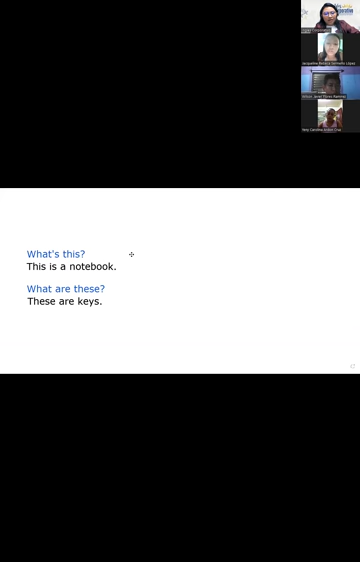 What's this?
This is a notebook.
What are these?
These are keys.